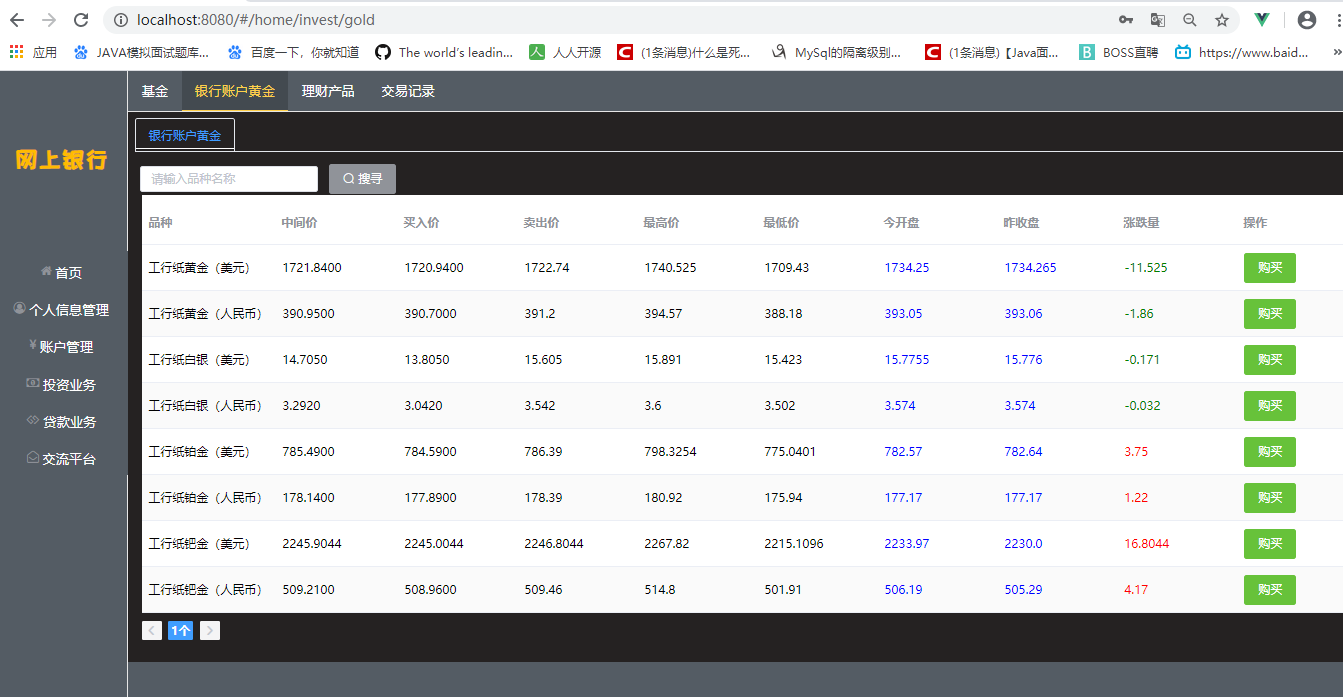 localhost:8080/#/home/invest/gold
应用 JAVA模拟面试题库... 百度一下，你就知道 The world's leadin... 人人开源 (1条消息)什么是死... MySql的隔离级别... (1条消息)【Java面... BOSS直聘 https://www.baid... »
基金 银行账户黄金 理财产品 交易记录
银行账户黄金
网上银行
请输入品种名称 搜寻
品种 中间价 买入价 卖出价 最高价 最低价 今开盘 昨收盘 涨跌量 操作
工行纸黄金（美元） 1721.8400 1720.9400 1722.74 1740.525 1709.43 1734.25 1734.265 -11.525 购买
工行纸黄金（人民币） 390.9500 390.7000 391.2 394.57 388.18 393.05 393.06 -1.86 购买
工行纸白银（美元） 14.7050 13.8050 15.605 15.891 15.423 15.7755 15.776 -0.171 购买
工行纸白银（人民币） 3.2920 3.0420 3.542 3.6 3.502 3.574 3.574 -0.032 购买
工行纸铂金（美元） 785.4900 784.5900 786.39 798.3254 775.0401 782.57 782.64 3.75 购买
工行纸铂金（人民币） 178.1400 177.8900 178.39 180.92 175.94 177.17 177.17 1.22 购买
工行纸钯金（美元） 2245.9044 2245.0044 2246.8044 2267.82 2215.1096 2233.97 2230.0 16.8044 购买
工行纸钯金（人民币） 509.2100 508.9600 509.46 514.8 501.91 506.19 505.29 4.17 购买
1个
首页
个人信息管理
账户管理
投资业务
贷款业务
交流平台